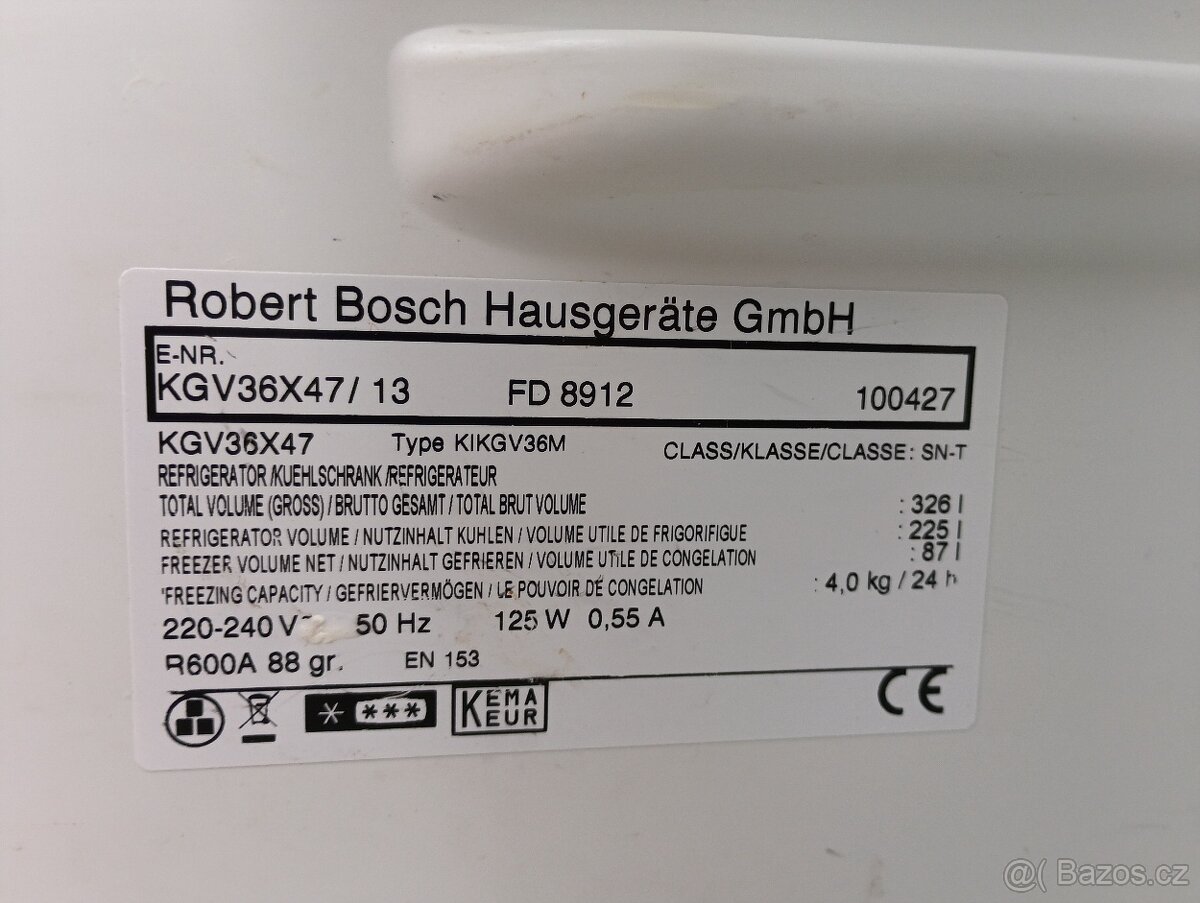 Robert Bosch Hausgeräte GmbH
E-NR.
KGV36X47/ 13 FD 8912 100427
KGV36X47 Type KIKGV36M CLASS/KLASSE/CLASSE: SN-T
REFRIGERATOR/KUEHLSCHRANK/REFRIGERATEUR
TOTAL VOLUME (GROSS) / BRUTTO GESAMT / TOTAL BRUT VOLUME : 326 l
REFRIGERATOR VOLUME / NUTZINHALT KUHLEN / VOLUME UTILE DE FRIGORIFIGUE : 225 l
FREEZER VOLUME NET / NUTZINHALT GEFRIEREN / VOLUME UTILE DE CONGELATION : 87 l
FREEZING CAPACITY / GEFRIERVERMÖGEN / LE POUVOIR DE CONGELATION : 4,0 kg / 24 h
220-240 V~ 50 Hz 125 W 0,55 A
R600A 88 gr. EN 153
* *** KEMA EUR CE
@( Bazos.cz